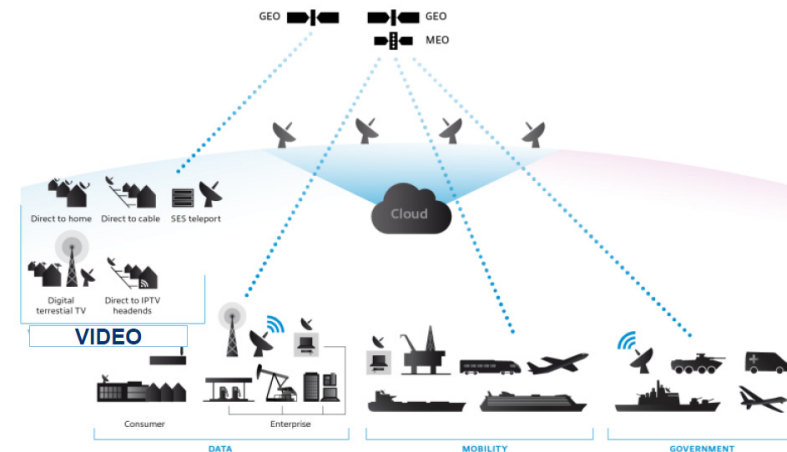 GEO
GEO
MEO
Cloud
Direct to home
Direct to cable
SES teleport
Digital
terrestial TV
Direct to IPTV
headends
VIDEO
Consumer
Enterprise
DATA
MOBILITY
GOVERNMENT